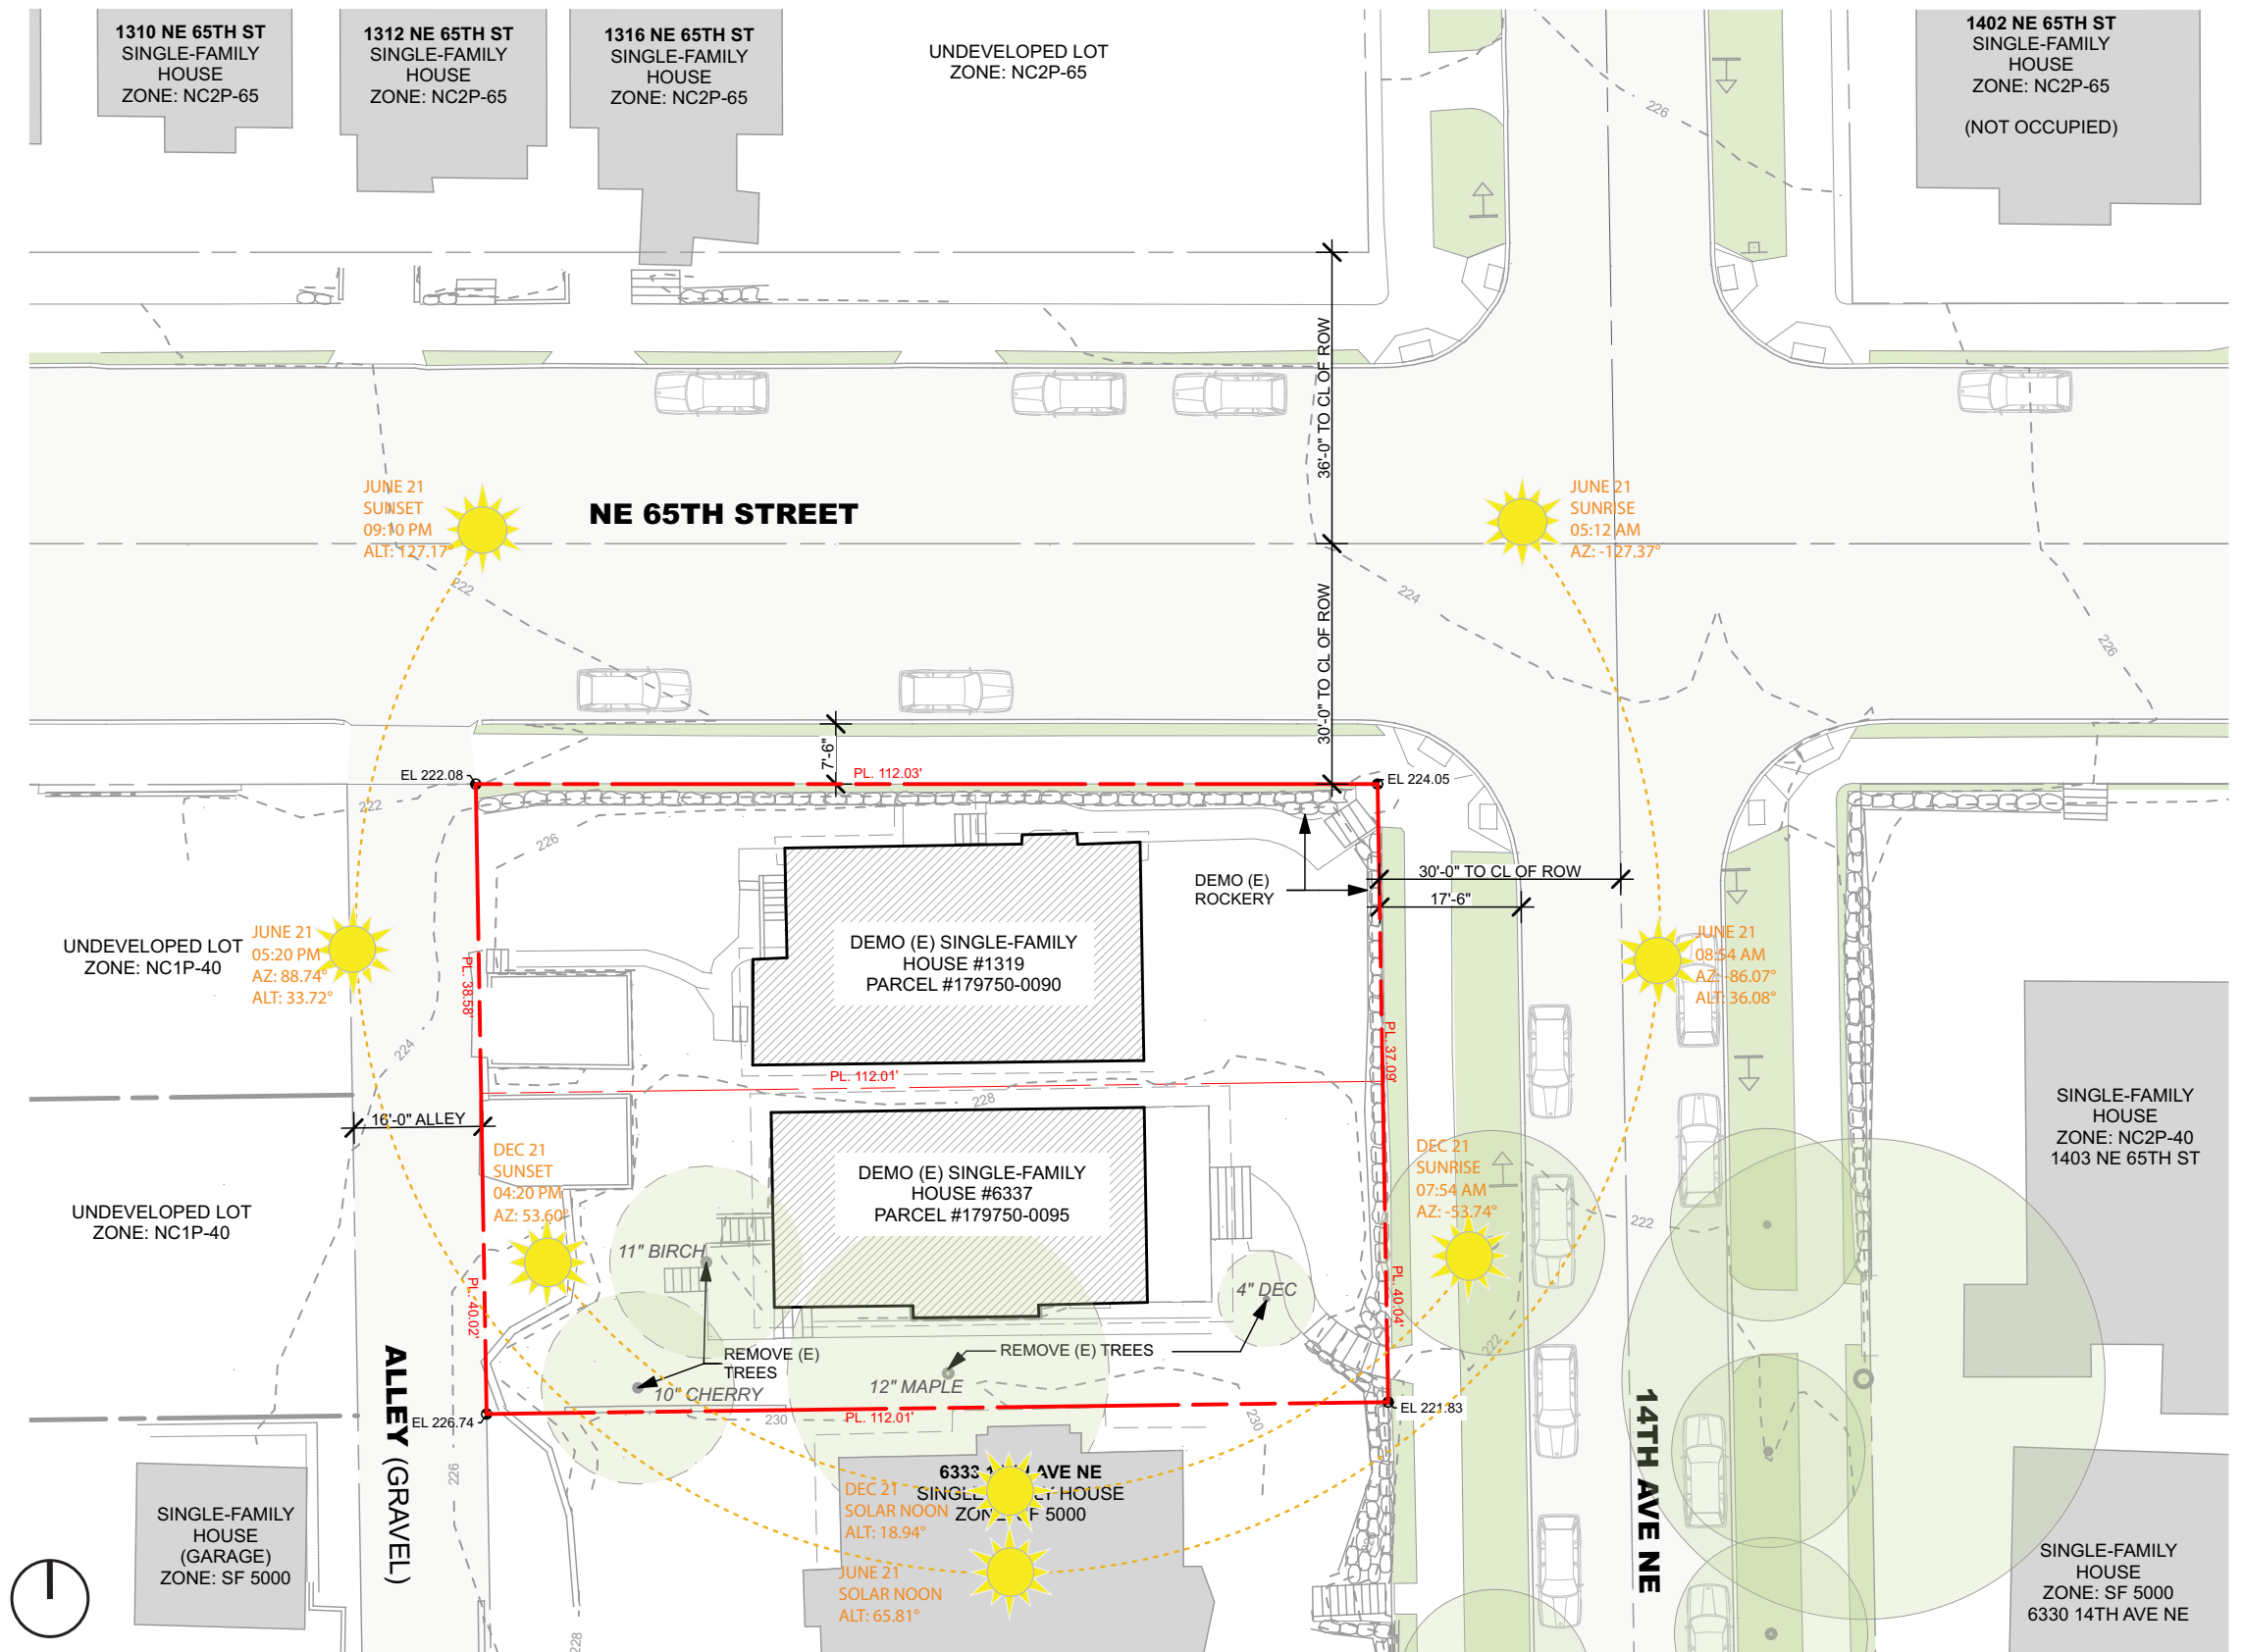 1310 NE 65TH ST
SINGLE-FAMILY
HOUSE
ZONE: NC2P-65
1312 NE 65TH ST
SINGLE-FAMILY
HOUSE
ZONE: NC2P-65
1316 NE 65TH ST
SINGLE-FAMILY
HOUSE
ZONE: NC2P-65
UNDEVELOPED LOT
ZONE: NC2P-65
1402 NE 65TH ST
SINGLE-FAMILY
HOUSE
ZONE: NC2P-65
(NOT OCCUPIED)
226
36'-0" TO CL OF ROW
JUNE 21
SUNSET
09:10 PM
ALT: 127.17°
NE 65TH STREET
JUNE 21
SUNRISE
05:12 AM
AZ: -127.37°
222
224
226
30'-0" TO CL OF ROW
7'-6"
EL 222.08
PL. 112.03'
EL 224.05
222
226
DEMO (E)
ROCKERY
30'-0" TO CL OF ROW
17'-6"
UNDEVELOPED LOT
ZONE: NC1P-40
JUNE 21
05:20 PM
AZ: 88.74°
ALT: 33.72°
PL. 38.58'
DEMO (E) SINGLE-FAMILY
HOUSE #1319
PARCEL #179750-0090
JUNE 21
08:54 AM
AZ: -86.07
ALT: 36.08°
PL. 37.09'
224
PL. 112.01'
228
16'-0" ALLEY
DEC 21
SUNSET
04:20 PM
AZ: 53.60°
DEMO (E) SINGLE-FAMILY
HOUSE #6337
PARCEL #179750-0095
DEC 21
SUNRISE
07:54 AM
AZ: -53.74°
SINGLE-FAMILY
HOUSE
ZONE: NC2P-40
1403 NE 65TH ST
UNDEVELOPED LOT
ZONE: NC1P-40
222
11" BIRCH
4" DEC
PL. 40.02'
PL. 40.04'
REMOVE (E)
TREES
REMOVE (E) TREES
222
10" CHERRY
12" MAPLE
EL 226.74
230
PL. 112.01'
230
EL 221.83
ALLEY (GRAVEL)
226
14TH AVE NE
6333 AVE NE
HOUSE
5000
DEC 21
SOLAR NOON
ALT: 18.94°
JUNE 21
SOLAR NOON
ALT: 65.81°
SINGLE-FAMILY
HOUSE
(GARAGE)
ZONE: SF 5000
228
SINGLE-FAMILY
HOUSE
ZONE: SF 5000
6330 14TH AVE NE